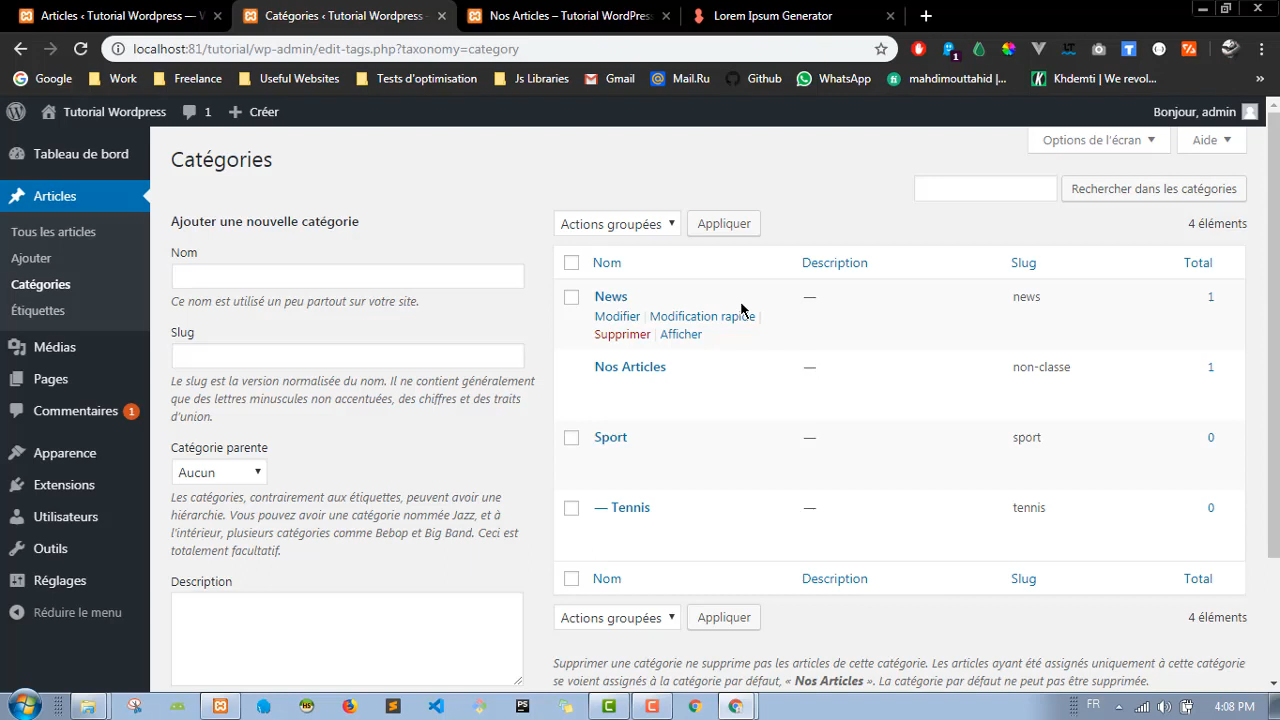 Articles ‹ Tutorial Wordpress — W
Catégories ‹ Tutorial Wordpress
Nos Articles – Tutorial WordPress
Lorem Ipsum Generator
localhost:81/tutorial/wp-admin/edit-tags.php?taxonomy=category
1
Google Work Freelance Useful Websites Tests d'optimisation Js Libraries Gmail Mail.Ru Github WhatsApp mahdimouttahid |... Khdemti | We revol... »
Tutorial Wordpress 1 Créer Bonjour, admin
Options de l'écran Aide
Tableau de bord
Articles
Tous les articles
Ajouter
Catégories
Étiquettes
Médias
Pages
Commentaires 1
Apparence
Extensions
Utilisateurs
Outils
Réglages
Réduire le menu
Catégories
Rechercher dans les catégories
Ajouter une nouvelle catégorie
Nom
Ce nom est utilisé un peu partout sur votre site.
Slug
Le slug est la version normalisée du nom. Il ne contient généralement
que des lettres minuscules non accentuées, des chiffres et des traits
d'union.
Catégorie parente
Aucun
Les catégories, contrairement aux étiquettes, peuvent avoir une
hiérarchie. Vous pouvez avoir une catégorie nommée Jazz, et à
l'intérieur, plusieurs catégories comme Bebop et Big Band. Ceci est
totalement facultatif.
Description
Actions groupées Appliquer 4 éléments
Nom Description Slug Total
News — news 1
Modifier | Modification rapide |
Supprimer | Afficher
Nos Articles — non-classe 1
Sport — sport 0
— Tennis — tennis 0
Nom Description Slug Total
Actions groupées Appliquer 4 éléments
Supprimer une catégorie ne supprime pas les articles de cette catégorie. Les articles ayant été assignés uniquement à cette catégorie
se voient assignés à la catégorie par défaut, « Nos Articles ». La catégorie par défaut ne peut pas être supprimée.
FR 4:08 PM